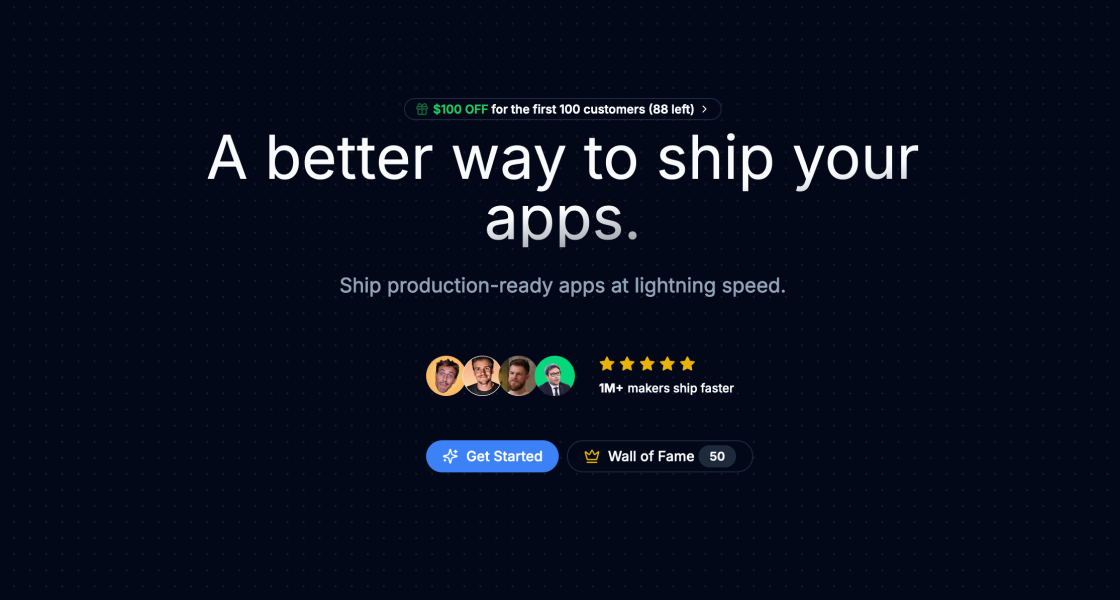 $100 OFF for the first 100 customers (88 left)
A better way to ship your
apps.
Ship production-ready apps at lightning speed.
1M+ makers ship faster
Get Started
Wall of Fame 50